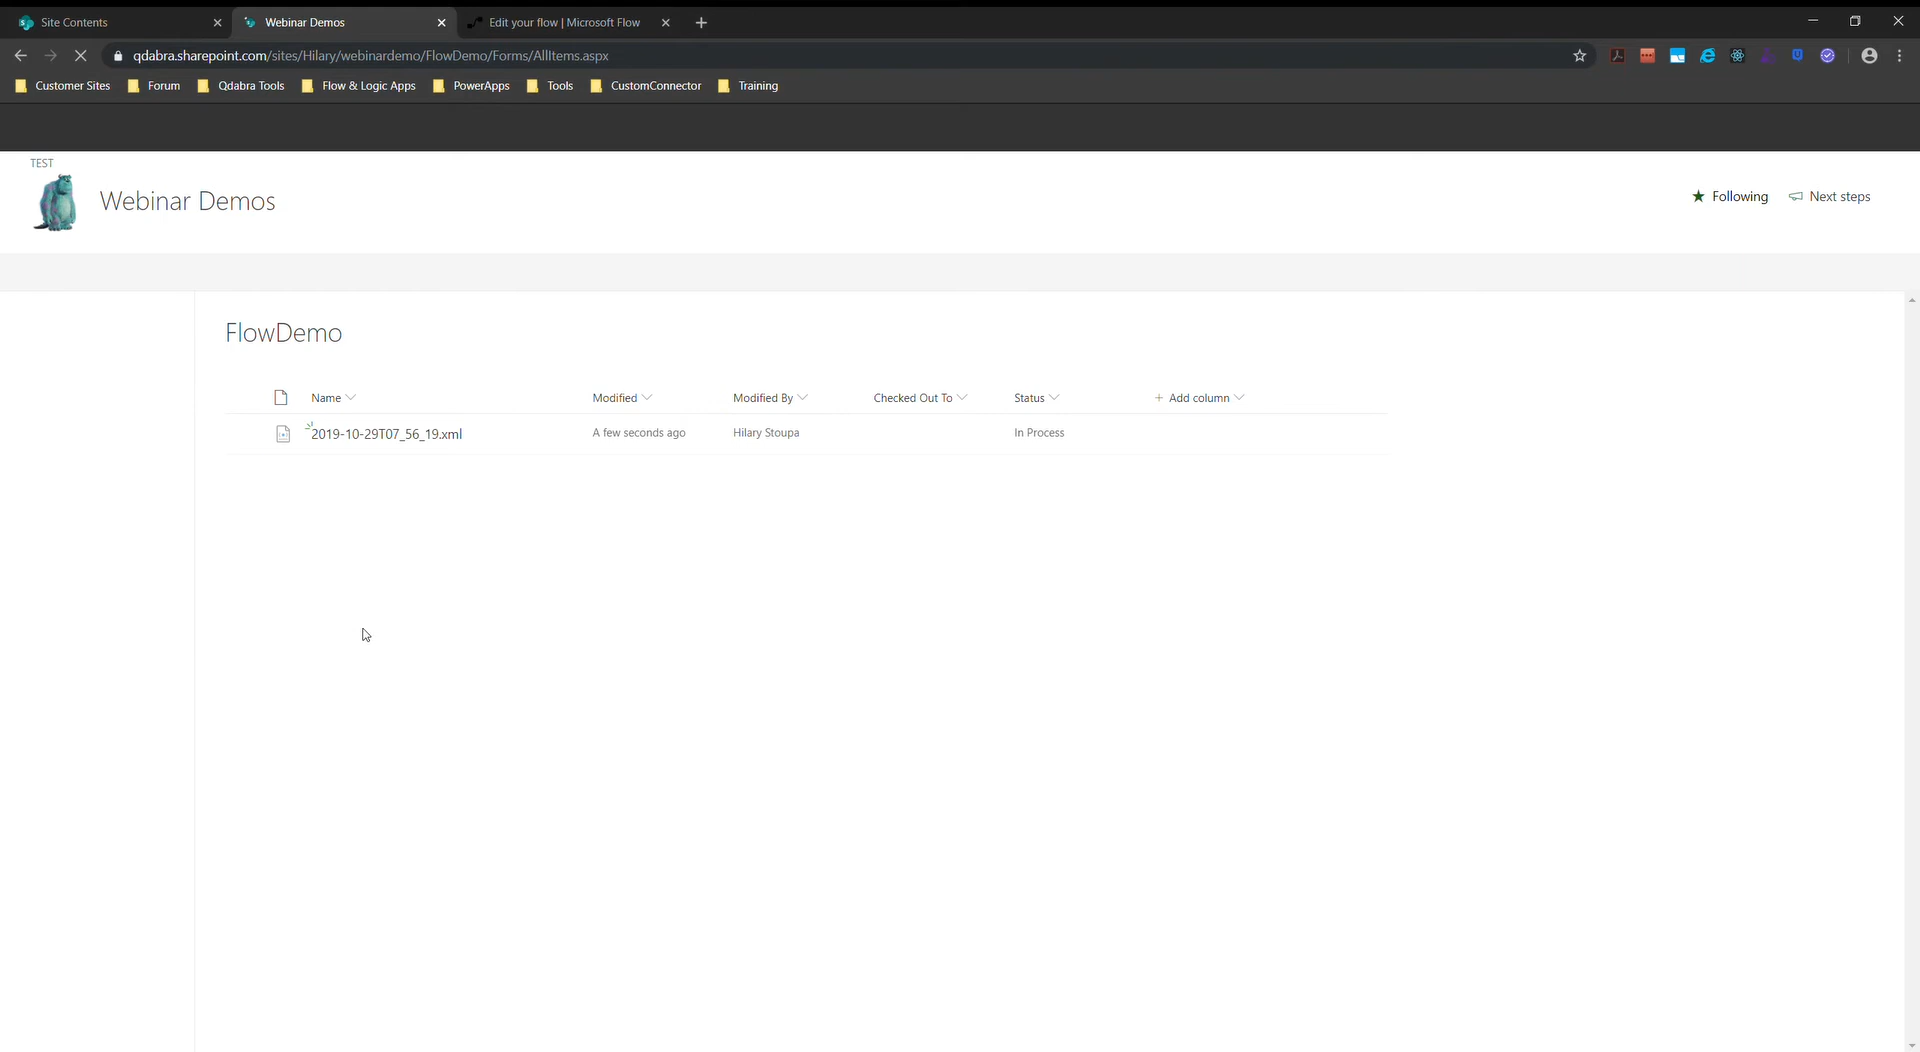 Site Contents
Webinar Demos
Edit your flow | Microsoft Flow
qdabra.sharepoint.com/sites/Hilary/webinardemo/FlowDemo/Forms/AllItems.aspx
Customer Sites Forum Qdabra Tools Flow & Logic Apps PowerApps Tools CustomConnector Training
TEST
Webinar Demos
Following Next steps
FlowDemo
Name Modified Modified By Checked Out To Status + Add column
2019-10-29T07_56_19.xml A few seconds ago Hilary Stoupa In Process